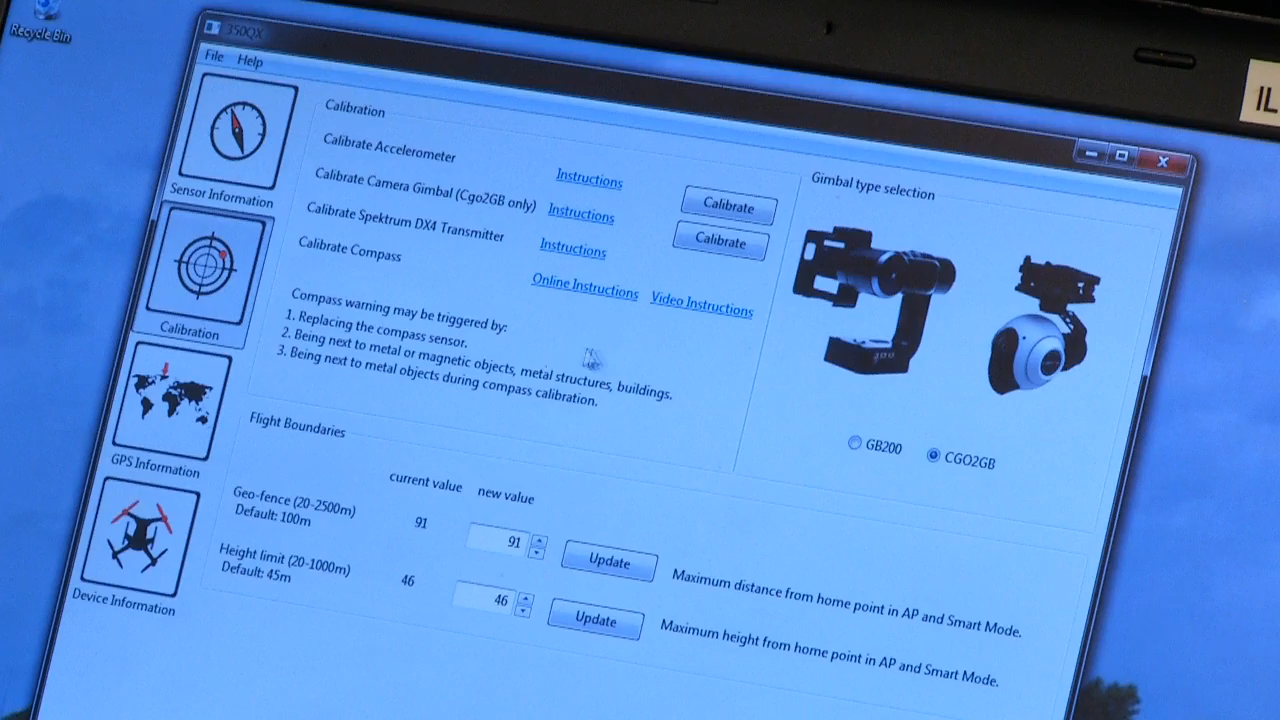 Recycle Bin
350QX
File Help
Sensor Information
Calibration
GPS Information
Device Information
Calibration
Calibrate Accelerometer
Instructions
Calibrate
Calibrate Camera Gimbal (Cgo2GB only)
Instructions
Calibrate
Calibrate Spektrum DX4 Transmitter
Instructions
Calibrate Compass
Online Instructions
Video Instructions
Compass warning may be triggered by:
1. Replacing the compass sensor.
2. Being next to metal or magnetic objects, metal structures, buildings.
3. Being next to metal objects during compass calibration.
Gimbal type selection
GB200
CGO2GB
Flight Boundaries
current value new value
Geo-fence (20-2500m)
Default: 100m
91
91
Update
Maximum distance from home point in AP and Smart Mode.
Height limit (20-1000m)
Default: 45m
46
46
Update
Maximum height from home point in AP and Smart Mode.
IL